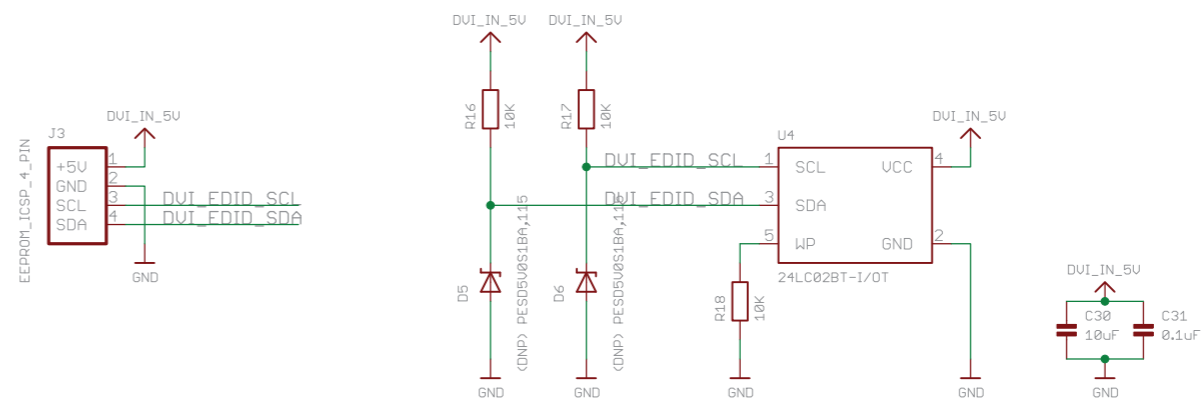 DVI_IN_5V
DVI_IN_5V
R16
10K
R17
10K
DVI_IN_5V
J3
EEPROM_ICSP_4_PIN
+5V
GND
SCL
SDA
1
2
3
4
DVI_EDID_SCL
DVI_EDID_SDA
GND
DVI_EDID_SCL
DVI_EDID_SDA
U4
1
3
5
SCL
SDA
WP
VCC
GND
4
2
24LC02BT-I/OT
DVI_IN_5V
D5
(DNP) PESD5V0S1BA,115
D6
(DNP) PESD5V0S1BA,115
R18
10K
GND
GND
GND
GND
DVI_IN_5V
C30
10uF
C31
0.1uF
GND